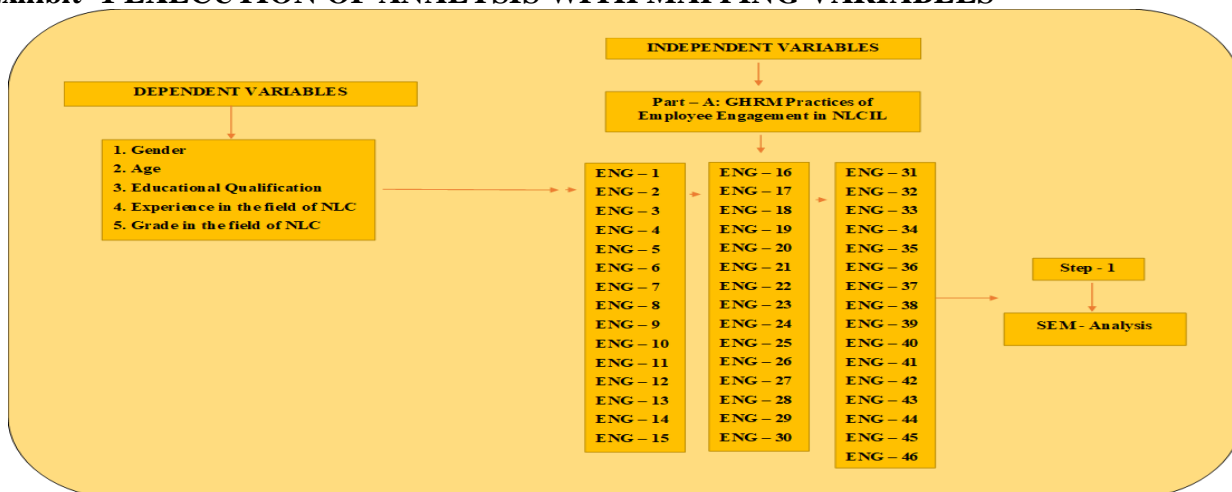 EXECUTION OF ANALYSIS WITH MAPPING VARIABLES
DEPENDENT VARIABLES
1. Gender
2. Age
3. Educational Qualification
4. Experience in the field of NLC
5. Grade in the field of NLC
INDEPENDENT VARIABLES
Part – A: GHRM Practices of
Employee Engagement in NLCIL
ENG – 1
ENG – 2
ENG – 3
ENG – 4
ENG – 5
ENG – 6
ENG – 7
ENG – 8
ENG – 9
ENG – 10
ENG – 11
ENG – 12
ENG – 13
ENG – 14
ENG – 15
ENG – 16
ENG – 17
ENG – 18
ENG – 19
ENG – 20
ENG – 21
ENG – 22
ENG – 23
ENG – 24
ENG – 25
ENG – 26
ENG – 27
ENG – 28
ENG – 29
ENG – 30
ENG – 31
ENG – 32
ENG – 33
ENG – 34
ENG – 35
ENG – 36
ENG – 37
ENG – 38
ENG – 39
ENG – 40
ENG – 41
ENG – 42
ENG – 43
ENG – 44
ENG – 45
ENG – 46
Step - 1
SEM - Analysis